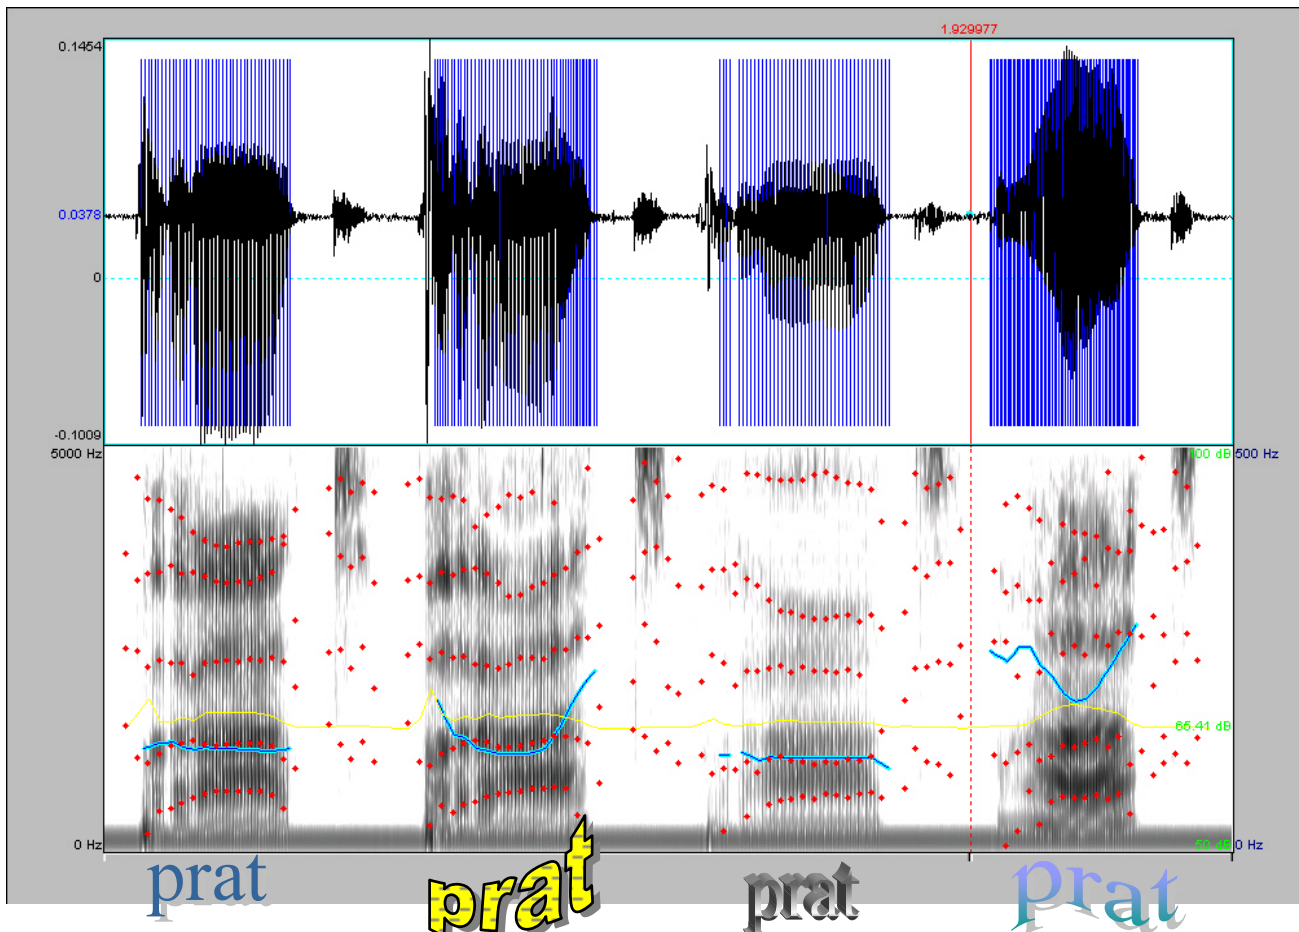 1.929977
0.1454
0.0378
0
-0.1009
5000 Hz
100 dB 500 Hz
65.41 dB
0 Hz
50 dB 0 Hz
prat prat prat prat